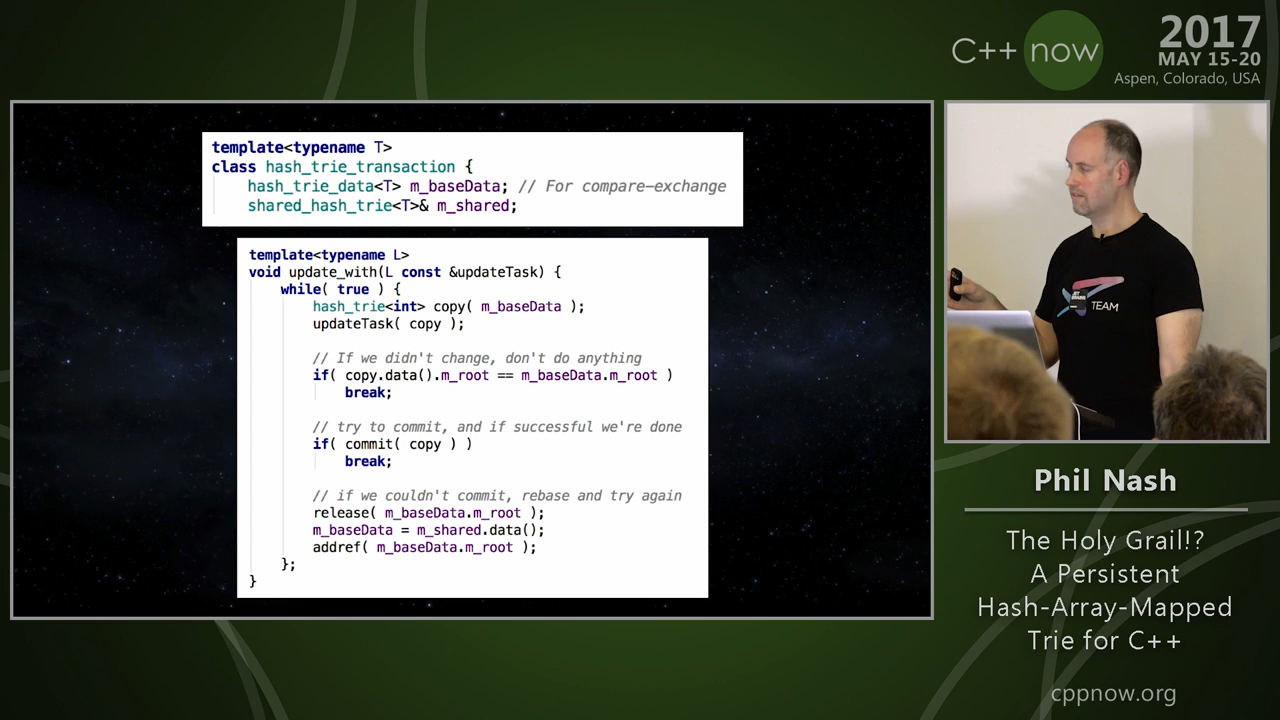 C++ now
2017
MAY 15-20
Aspen, Colorado, USA
template<typename T>
class hash_trie_transaction {
hash_trie_data<T> m_baseData; // For compare-exchange
shared_hash_trie<T>& m_shared;
template<typename L>
void update_with(L const &updateTask) {
while( true ) {
hash_trie<int> copy( m_baseData );
updateTask( copy );
// If we didn't change, don't do anything
if( copy.data().m_root == m_baseData.m_root )
break;
// try to commit, and if successful we're done
if( commit( copy ) )
break;
// if we couldn't commit, rebase and try again
release( m_baseData.m_root );
m_baseData = m_shared.data();
addref( m_baseData.m_root );
};
}
TEAM
Phil Nash
The Holy Grail!?
A Persistent
Hash-Array-Mapped
Trie for C++
cppnow.org